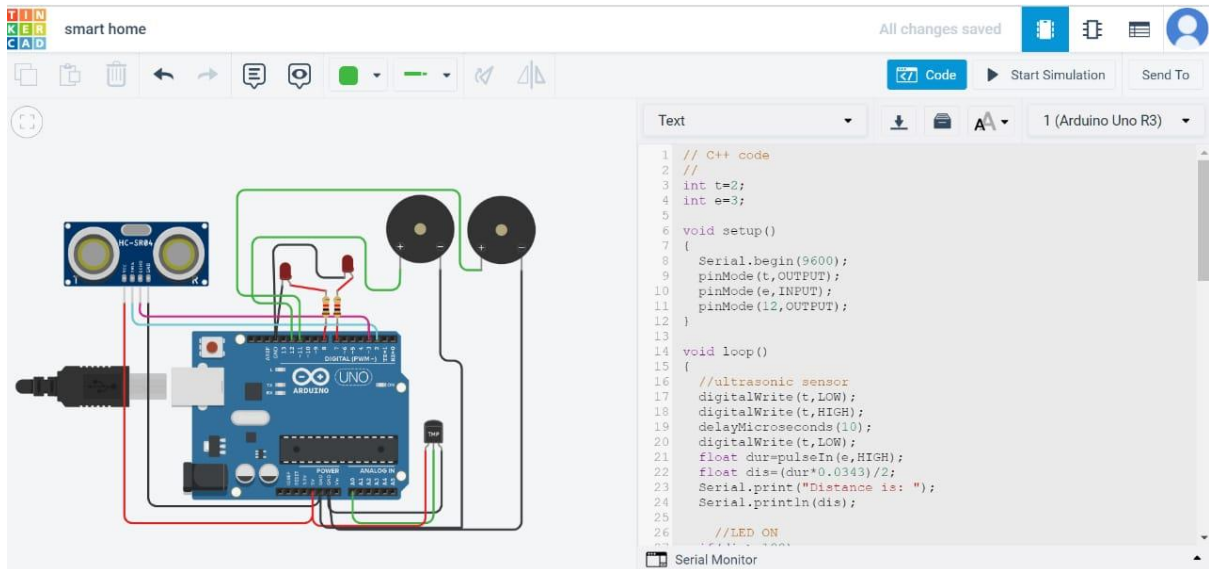 TIN
KER
CAD
smart home
All changes saved
Code
Start Simulation
Send To
Text
1 (Arduino Uno R3)
1 // C++ code
2 //
3 int t=2;
4 int e=3;
5
6 void setup()
7 {
8 Serial.begin(9600);
9 pinMode(t,OUTPUT);
10 pinMode(e,INPUT);
11 pinMode(12,OUTPUT);
12 }
13
14 void loop()
15 {
16 //ultrasonic sensor
17 digitalWrite(t,LOW);
18 digitalWrite(t,HIGH);
19 delayMicroseconds(10);
20 digitalWrite(t,LOW);
21 float dur=pulseIn(e,HIGH);
22 float dis=(dur*0.0343)/2;
23 Serial.print("Distance is: ");
24 Serial.println(dis);
25
26 //LED ON
Serial Monitor
HC-SR04
DIGITAL (PWM~)
UNO
ARDUINO
TMP
POWER
ANALOG IN